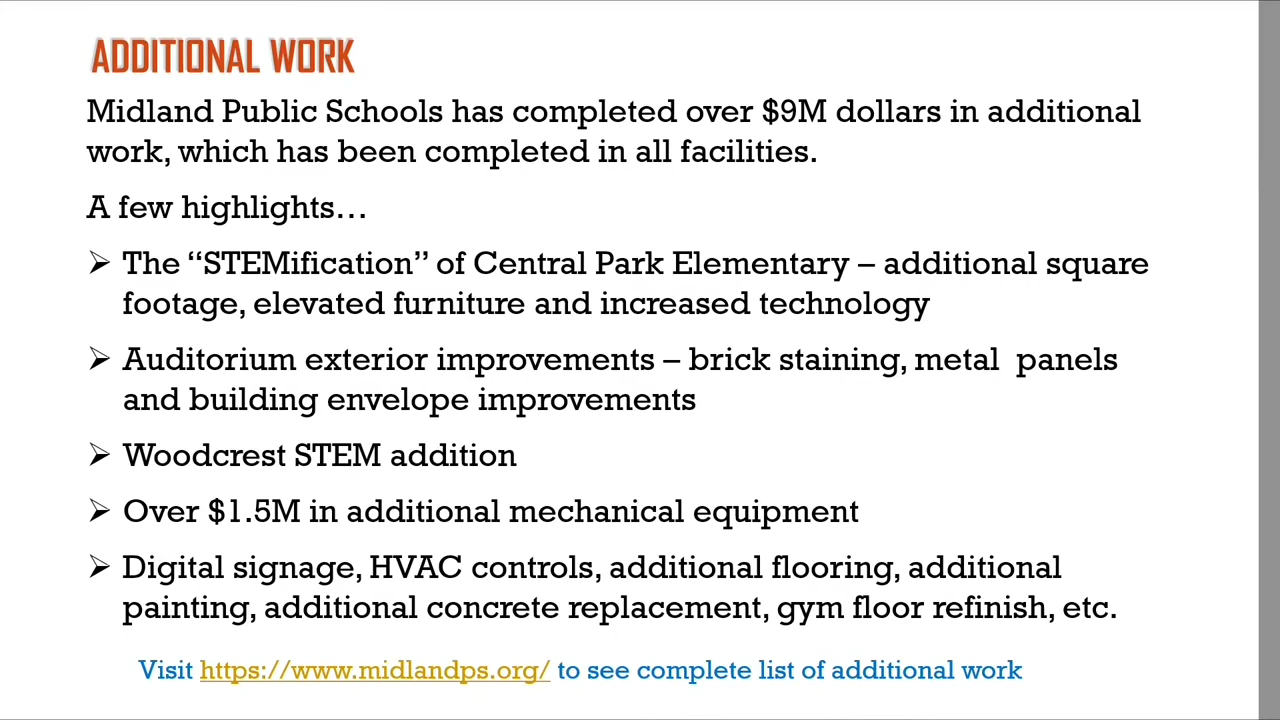 ADDITIONAL WORK
Midland Public Schools has completed over $9M dollars in additional
work, which has been completed in all facilities.
A few highlights…
➢ The “STEMification” of Central Park Elementary – additional square
footage, elevated furniture and increased technology
➢ Auditorium exterior improvements – brick staining, metal  panels
and building envelope improvements
➢ Woodcrest STEM addition
➢ Over $1.5M in additional mechanical equipment
➢ Digital signage, HVAC controls, additional flooring, additional
painting, additional concrete replacement, gym floor refinish, etc.
Visit https://www.midlandps.org/ to see complete list of additional work